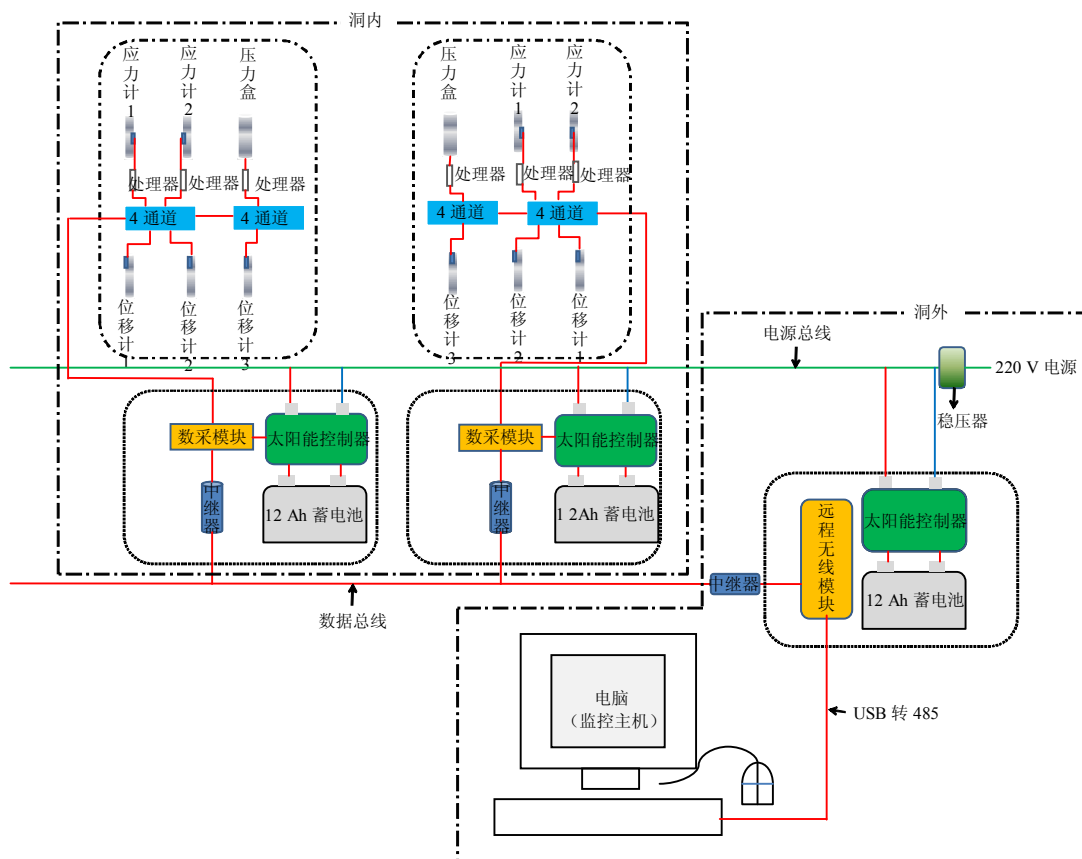 洞内
应力计1
应力计2
压力盒
压力盒
应力计1
应力计2
处理器
处理器
处理器
处理器
处理器
处理器
4 通道
4 通道
4 通道
4 通道
位移计1
位移计2
位移计3
位移计3
位移计2
位移计1
洞外
电源总线
220 V 电源
稳压器
数采模块
太阳能控制器
数采模块
太阳能控制器
中继器
12 Ah 蓄电池
中继器
1 2Ah 蓄电池
远程无线模块
太阳能控制器
中继器
12 Ah 蓄电池
数据总线
电脑
（监控主机）
USB 转 485